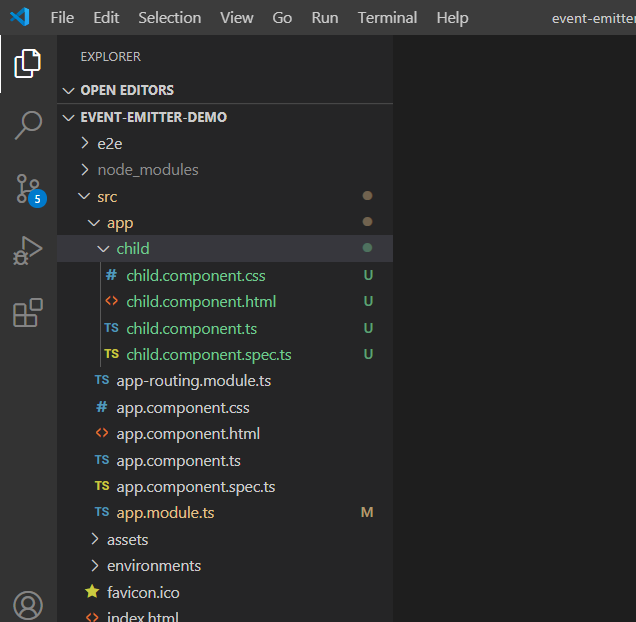 File Edit Selection View Go Run Terminal Help event-emitter
EXPLORER
OPEN EDITORS
EVENT-EMITTER-DEMO
e2e
node_modules
5
src
app
child
# child.component.css U
<> child.component.html U
TS child.component.ts U
TS child.component.spec.ts U
TS app-routing.module.ts
# app.component.css
<> app.component.html
TS app.component.ts
TS app.component.spec.ts
TS app.module.ts M
assets
environments
favicon.ico
<> index.html